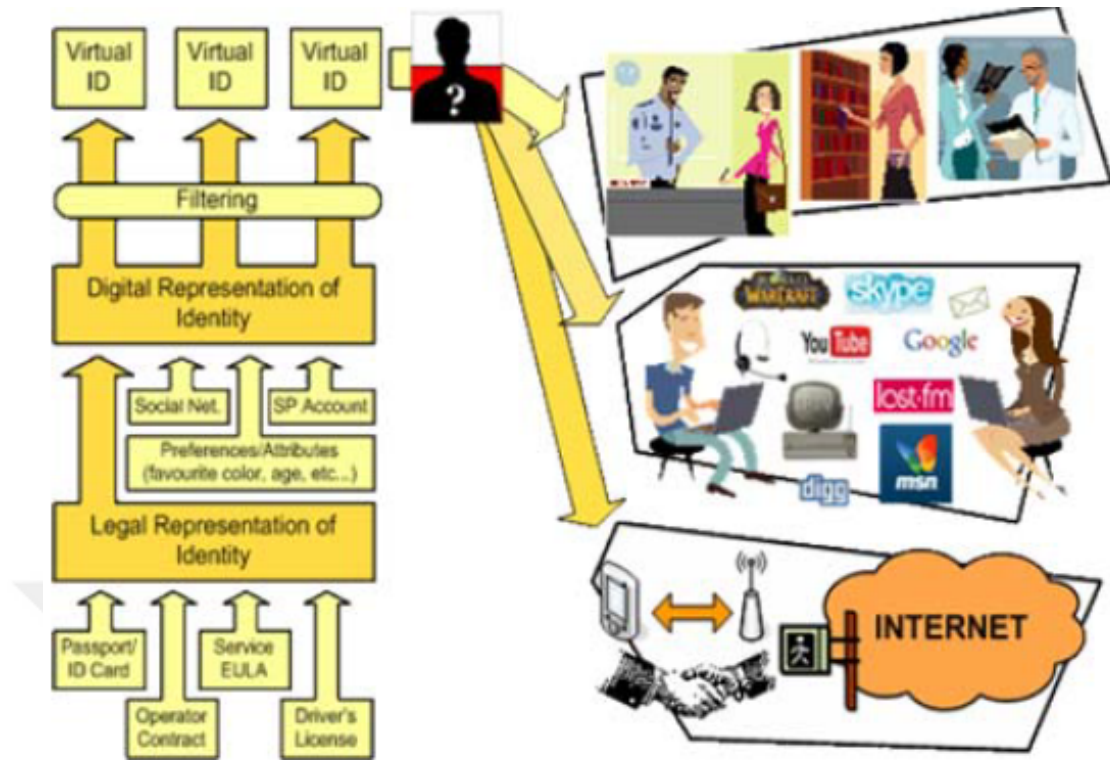 Virtual
ID
Virtual
ID
Virtual
ID
?
Filtering
Digital Representation of
Identity
Social Net.
SP Account
Preferences/Attributes
(favourite color, age, etc...)
Legal Representation of
Identity
Passport/
ID Card
Service
EULA
Operator
Contract
Driver's
License
WARCRAFT
skype
YouTube
Google
last·fm
digg
msn
INTERNET